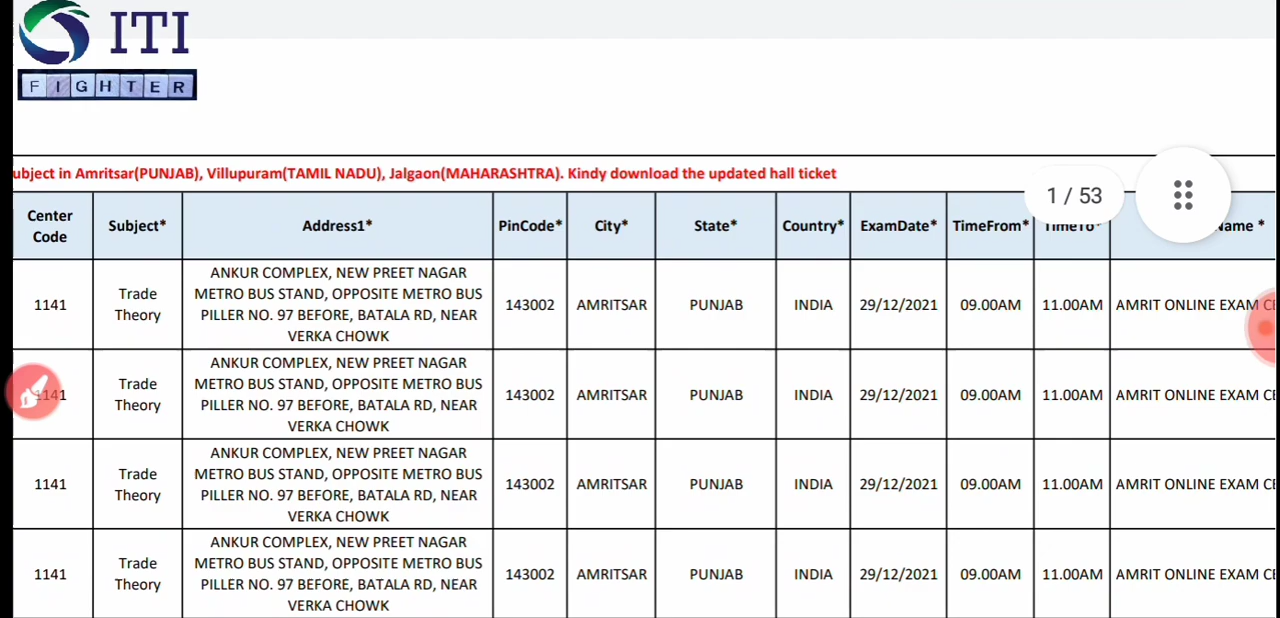 ITI
FIGHTER
ubject in Amritsar(PUNJAB), Villupuram(TAMIL NADU), Jalgaon(MAHARASHTRA). Kindy download the updated hall ticket
1 / 53
Center Code Subject* Address1* PinCode* City* State* Country* ExamDate* TimeFrom* TimeTo* ame *
1141 Trade Theory ANKUR COMPLEX, NEW PREET NAGAR METRO BUS STAND, OPPOSITE METRO BUS PILLER NO. 97 BEFORE, BATALA RD, NEAR VERKA CHOWK 143002 AMRITSAR PUNJAB INDIA 29/12/2021 09.00AM 11.00AM AMRIT ONLINE EXAM CE
1141 Trade Theory ANKUR COMPLEX, NEW PREET NAGAR METRO BUS STAND, OPPOSITE METRO BUS PILLER NO. 97 BEFORE, BATALA RD, NEAR VERKA CHOWK 143002 AMRITSAR PUNJAB INDIA 29/12/2021 09.00AM 11.00AM AMRIT ONLINE EXAM CE
1141 Trade Theory ANKUR COMPLEX, NEW PREET NAGAR METRO BUS STAND, OPPOSITE METRO BUS PILLER NO. 97 BEFORE, BATALA RD, NEAR VERKA CHOWK 143002 AMRITSAR PUNJAB INDIA 29/12/2021 09.00AM 11.00AM AMRIT ONLINE EXAM CE
1141 Trade Theory ANKUR COMPLEX, NEW PREET NAGAR METRO BUS STAND, OPPOSITE METRO BUS PILLER NO. 97 BEFORE, BATALA RD, NEAR VERKA CHOWK 143002 AMRITSAR PUNJAB INDIA 29/12/2021 09.00AM 11.00AM AMRIT ONLINE EXAM CE